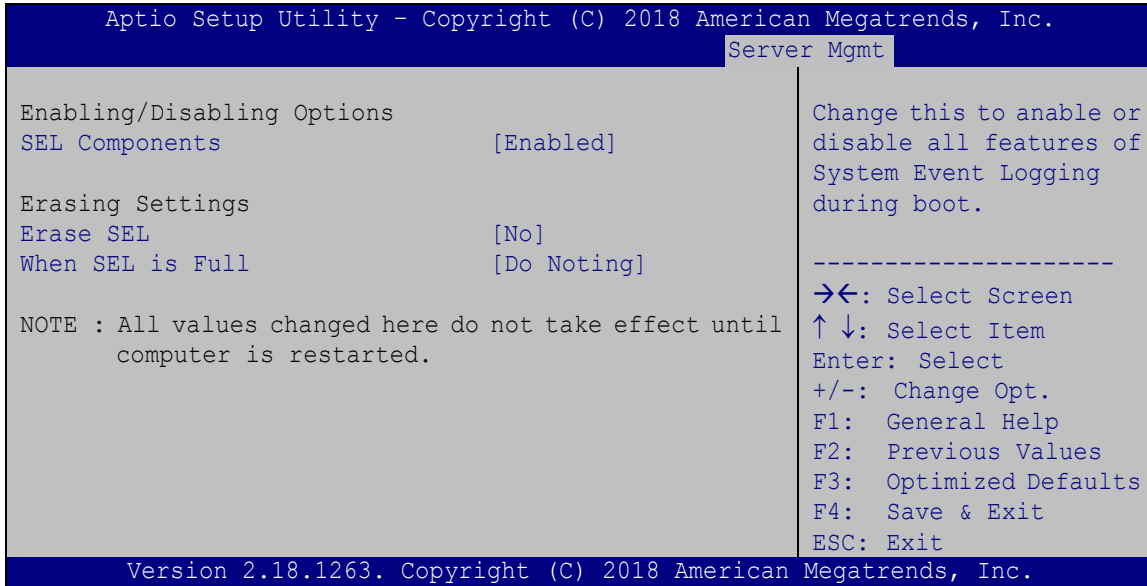 Aptio Setup Utility – Copyright (C) 2018 American Megatrends, Inc.
Server Mgmt
Enabling/Disabling Options
SEL Components [Enabled]
Erasing Settings
Erase SEL [No]
When SEL is Full [Do Noting]
NOTE : All values changed here do not take effect until
computer is restarted.
Change this to anable or
disable all features of
System Event Logging
during boot.
---------------------
→←: Select Screen
↑ ↓: Select Item
Enter: Select
+/-: Change Opt.
F1: General Help
F2: Previous Values
F3: Optimized Defaults
F4: Save & Exit
ESC: Exit
Version 2.18.1263. Copyright (C) 2018 American Megatrends, Inc.